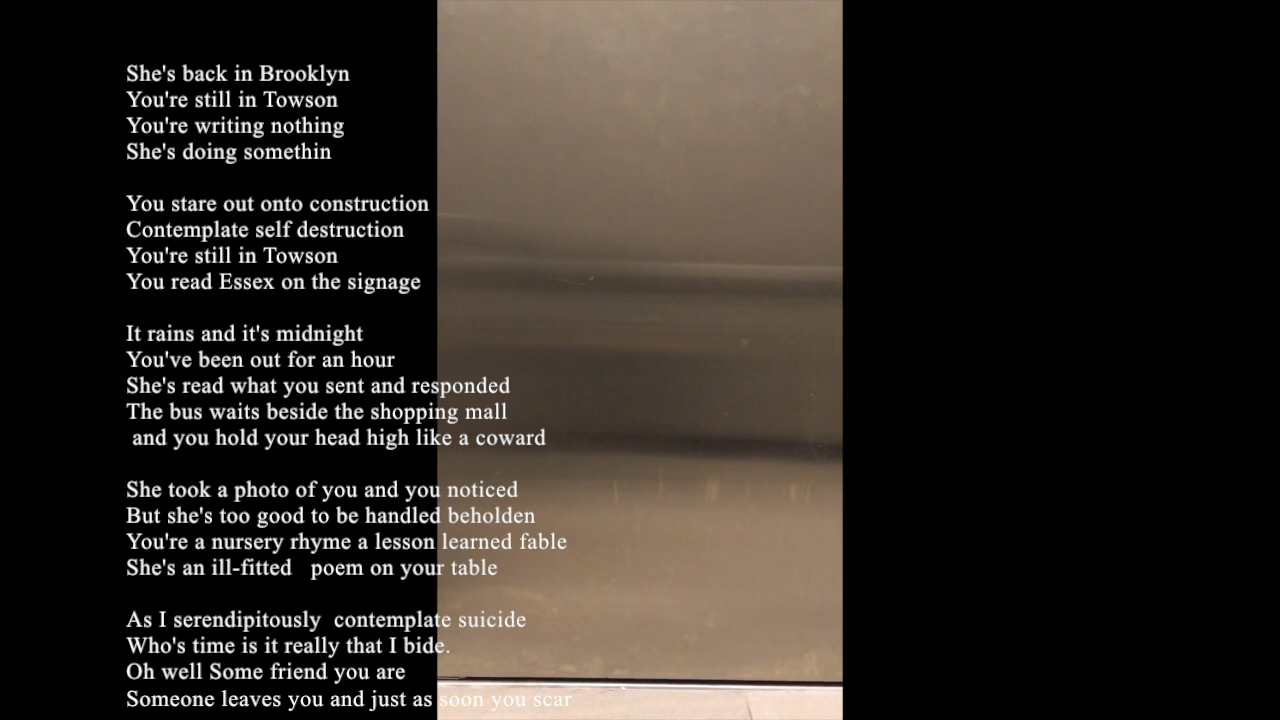 She's back in Brooklyn
You're still in Towson
You're writing nothing
She's doing somethin
You stare out onto construction
Contemplate self destruction
You're still in Towson
You read Essex on the signage
It rains and it's midnight
You've been out for an hour
She's read what you sent and responded
The bus waits beside the shopping mall
and you hold your head high like a coward
She took a photo of you and you noticed
But she's too good to be handled beholden
You're a nursery rhyme a lesson learned fable
She's an ill-fitted poem on your table
As I serendipitously contemplate suicide
Who's time is it really that I bide.
Oh well Some friend you are
Someone leaves you and just as soon you scar